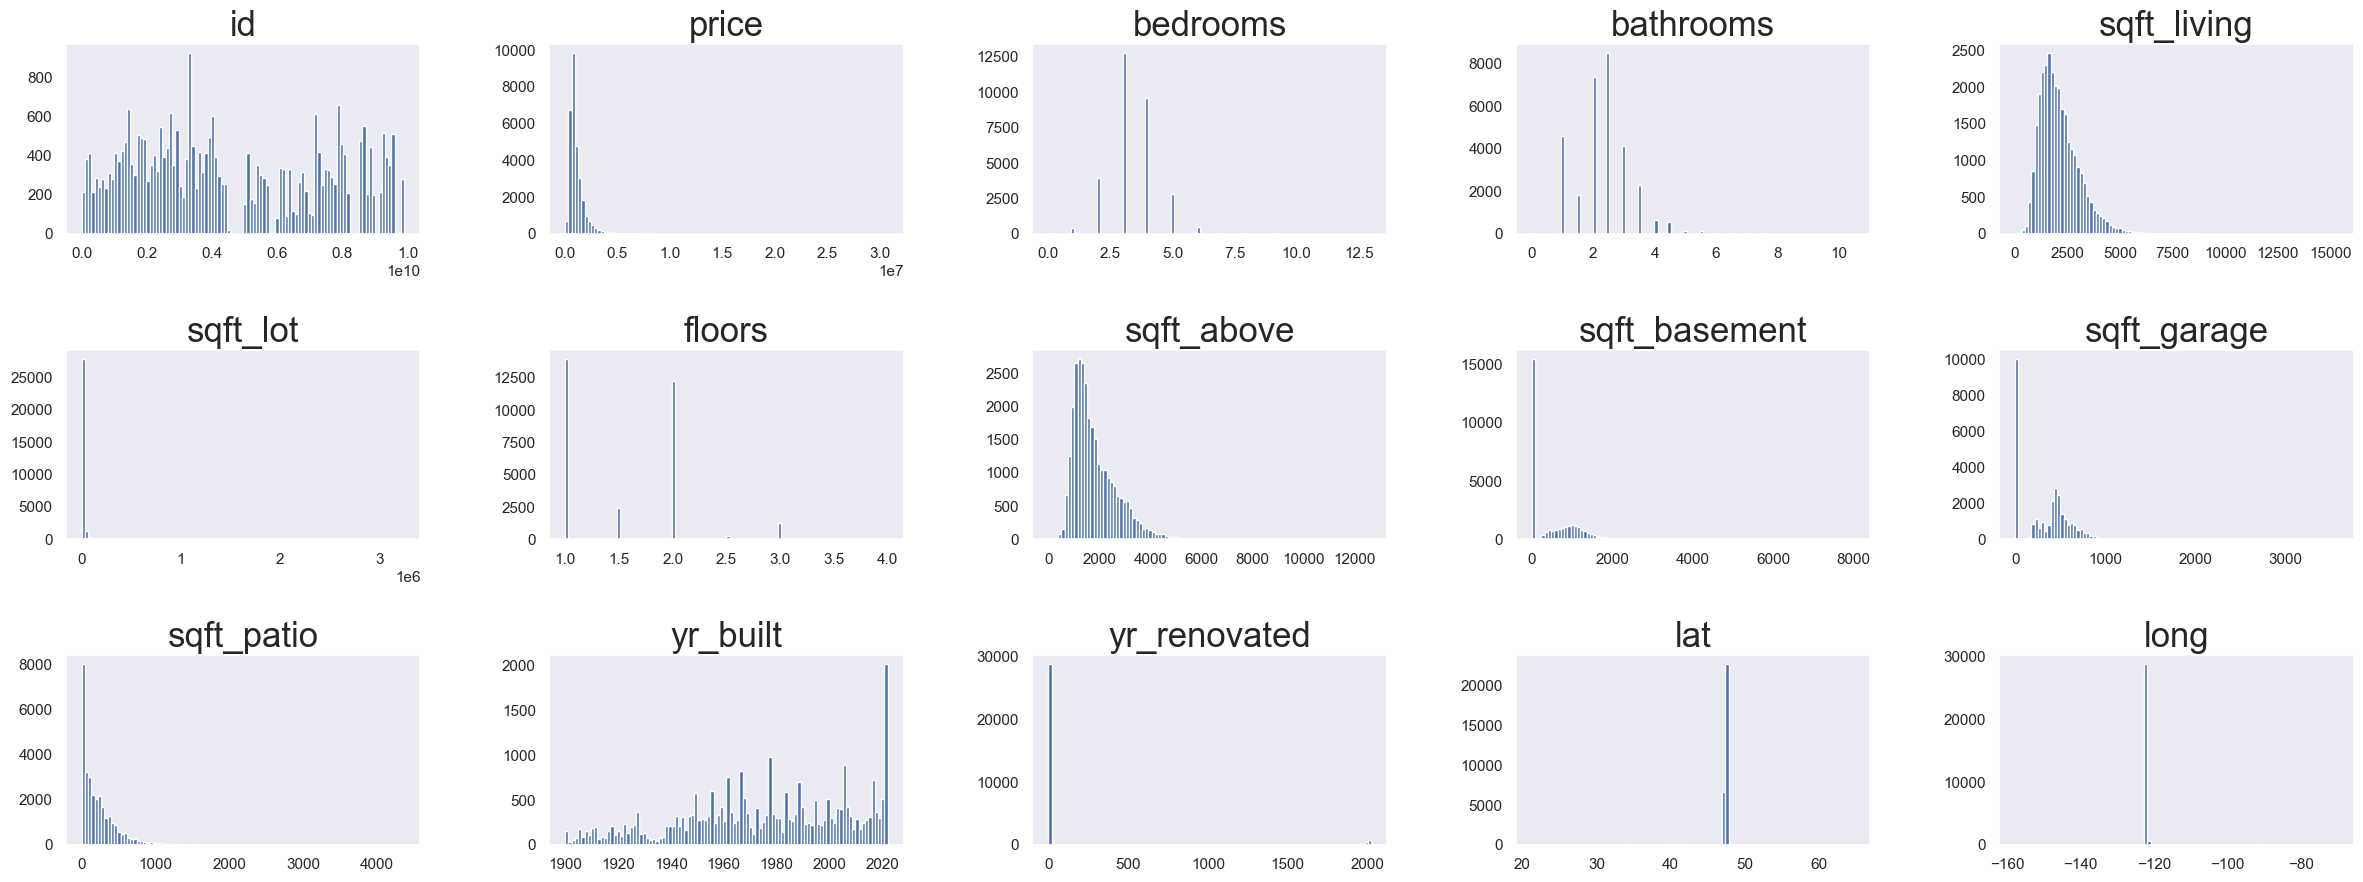 id
800
600
400
200
0
0.0 0.2 0.4 0.6 0.8 1.0
1e10
price
10000
8000
6000
4000
2000
0
0.0 0.5 1.0 1.5 2.0 2.5 3.0
1e7
bedrooms
12500
10000
7500
5000
2500
0
0.0 2.5 5.0 7.5 10.0 12.5
bathrooms
8000
6000
4000
2000
0
0 2 4 6 8 10
sqft_living
2500
2000
1500
1000
500
0
0 2500 5000 7500 10000 12500 15000
sqft_lot
25000
20000
15000
10000
5000
0
0 1 2 3
1e6
floors
12500
10000
7500
5000
2500
0
1.0 1.5 2.0 2.5 3.0 3.5 4.0
sqft_above
2500
2000
1500
1000
500
0
0 2000 4000 6000 8000 10000 12000
sqft_basement
15000
10000
5000
0
0 2000 4000 6000 8000
sqft_garage
10000
8000
6000
4000
2000
0
0 1000 2000 3000
sqft_patio
8000
6000
4000
2000
0
0 1000 2000 3000 4000
yr_built
2000
1500
1000
500
0
1900 1920 1940 1960 1980 2000 2020
yr_renovated
30000
20000
10000
0
0 500 1000 1500 2000
lat
20000
15000
10000
5000
0
20 30 40 50 60
long
30000
20000
10000
0
−160 −140 −120 −100 −80